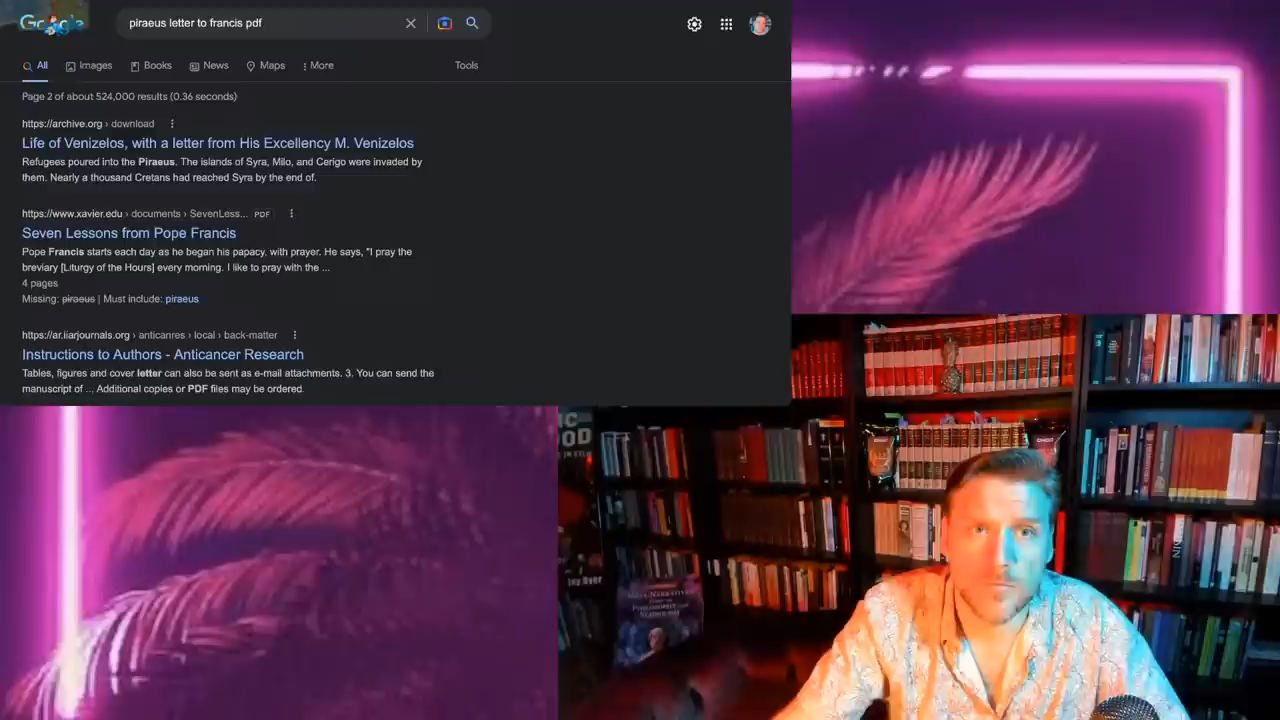 Google
piraeus letter to francis pdf
All Images Books News Maps More Tools
Page 2 of about 524,000 results (0.36 seconds)
https://archive.org › download
Life of Venizelos, with a letter from His Excellency M. Venizelos
Refugees poured into the Piraeus. The islands of Syra, Milo, and Cerigo were invaded by
them. Nearly a thousand Cretans had reached Syra by the end of.
https://www.xavier.edu › documents › SevenLess... PDF
Seven Lessons from Pope Francis
Pope Francis starts each day as he began his papacy, with prayer. He says, "I pray the
breviary [Liturgy of the Hours] every morning. I like to pray with the ...
4 pages
Missing: piraeus | Must include: piraeus
https://ar.iiarjournals.org › anticanres › local › back-matter
Instructions to Authors - Anticancer Research
Tables, figures and cover letter can also be sent as e-mail attachments. 3. You can send the
manuscript of ... Additional copies or PDF files may be ordered.